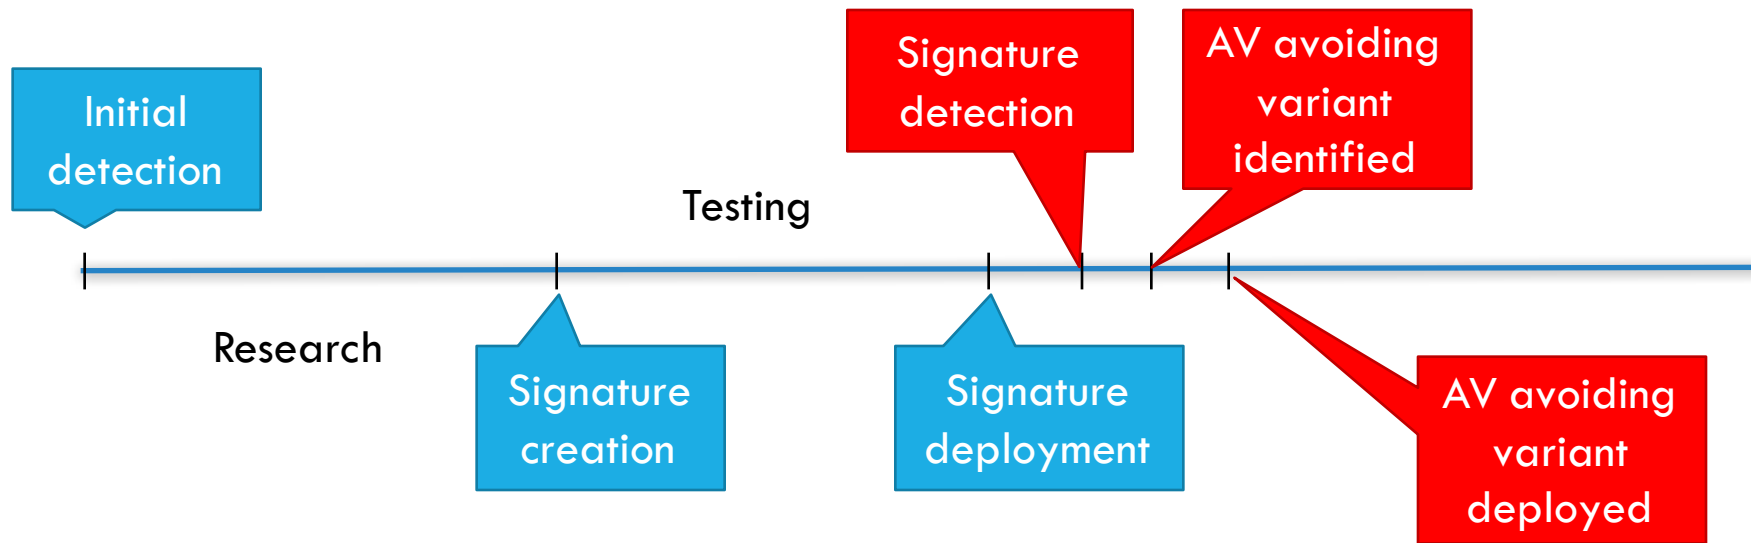 Initial
detection
Research
Signature
creation
Testing
Signature
deployment
Signature
detection
AV avoiding
variant
identified
AV avoiding
variant
deployed